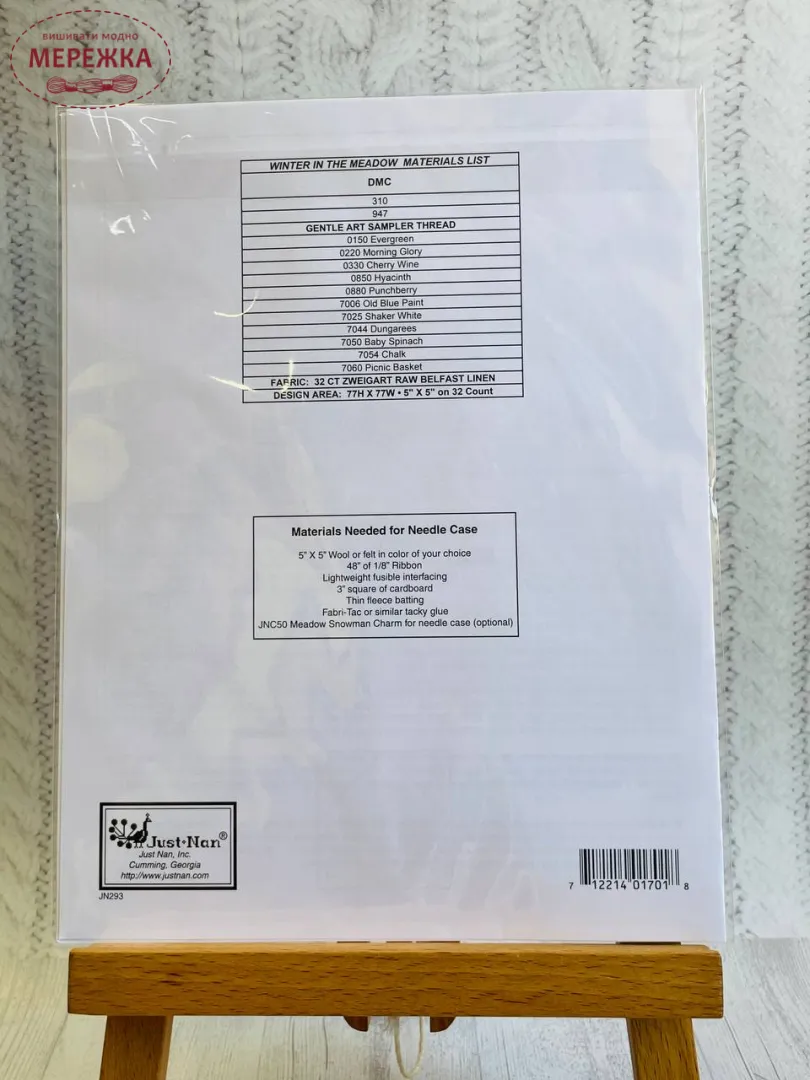 ВИШИВАТИ МОДНО
МЕРЕЖКА
WINTER IN THE MEADOW MATERIALS LIST
DMC
310
947
GENTLE ART SAMPLER THREAD
0150 Evergreen
0220 Morning Glory
0330 Cherry Wine
0850 Hyacinth
0880 Punchberry
7006 Old Blue Paint
7025 Shaker White
7044 Dungarees
7050 Baby Spinach
7054 Chalk
7060 Picnic Basket
FABRIC: 32 CT ZWEIGART RAW BELFAST LINEN
DESIGN AREA: 77H X 77W • 5" X 5" on 32 Count
Materials Needed for Needle Case
5" X 5" Wool or felt in color of your choice
48" of 1/8" Ribbon
Lightweight fusible interfacing
3" square of cardboard
Thin fleece batting
Fabri-Tac or similar tacky glue
JNC50 Meadow Snowman Charm for needle case (optional)
Just•Nan®
Just Nan, Inc.
Cumming, Georgia
http://www.justnan.com
JN293
7 12214 01701 8